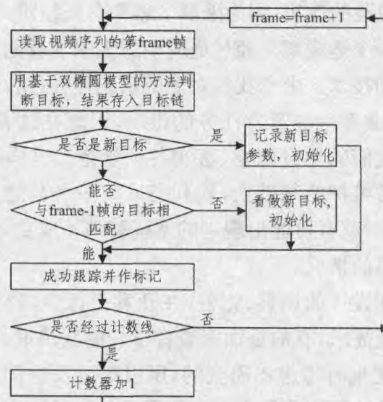 frame=frame+1
读取视频序列的第frame帧
用基于双椭圆模型的方法判
断目标，结果存入目标链
是否是新目标
是
记录新目标
参数，初始化
能否
与frame-1帧的目标相
匹配
否
看做新目标，
初始化
能
成功跟踪并作标记
是否经过计数线
否
是
计数器加1